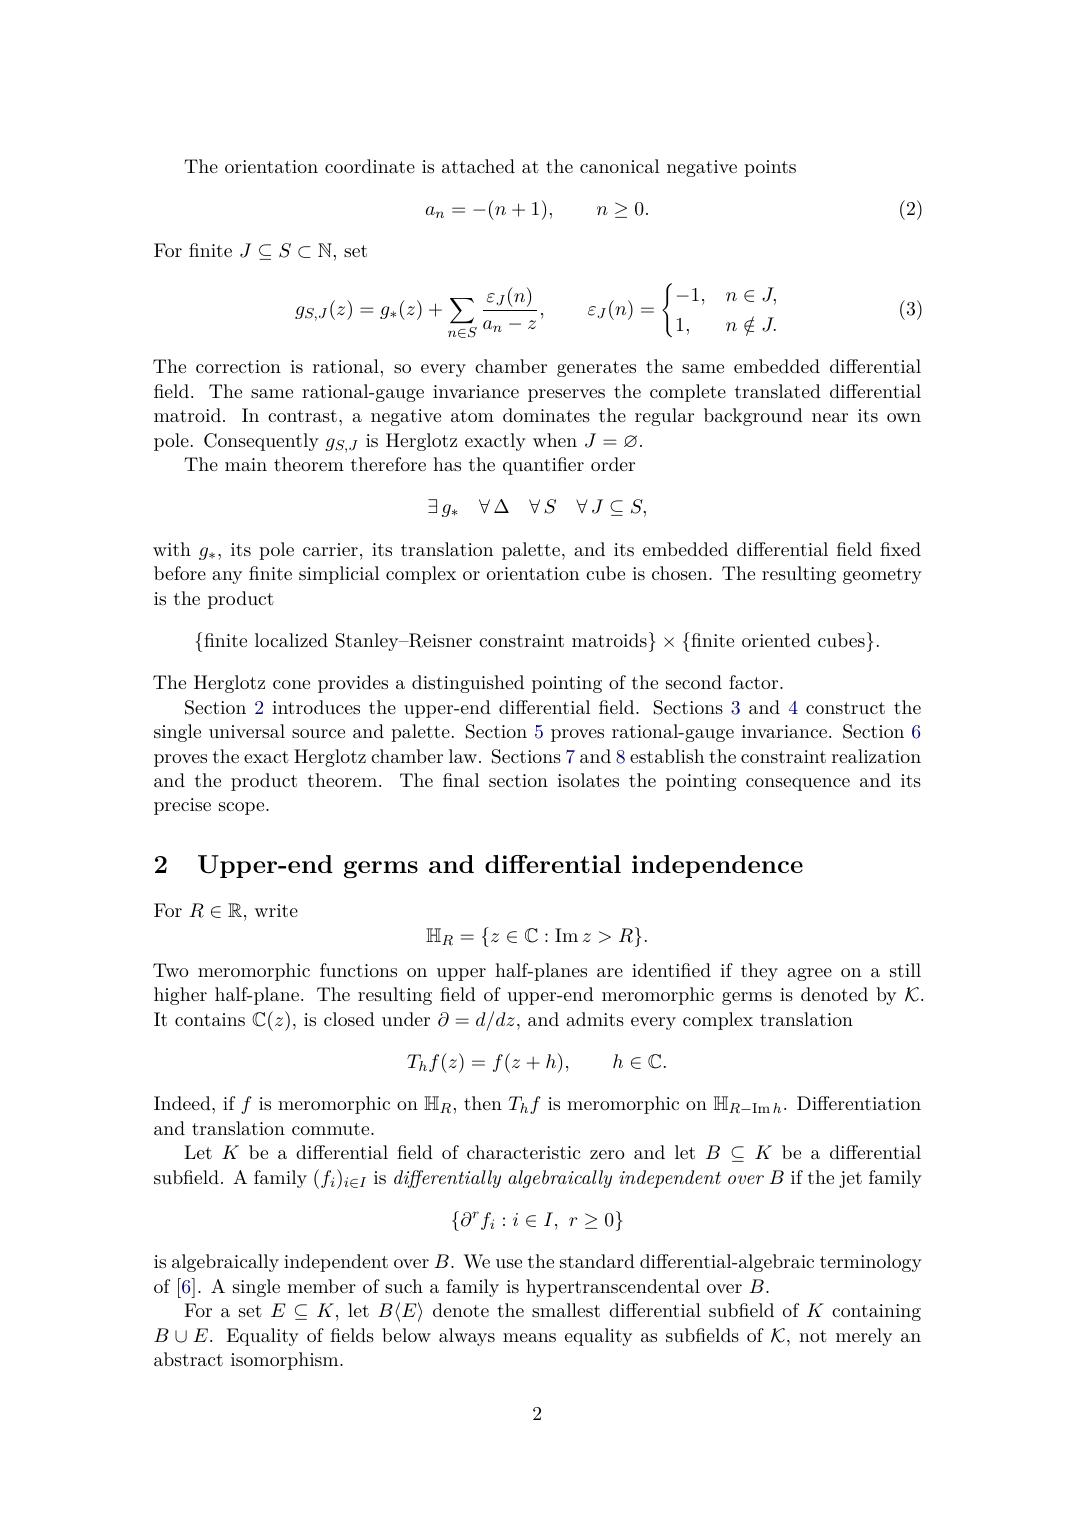 The orientation coordinate is attached at the canonical negative points
aₙ = −(n + 1), n ≥ 0. (2)
For finite J ⊆ S ⊂ ℕ, set
g_{S,J}(z) = g_*(z) + ∑_{n∈S} ε_J(n)/(aₙ − z), ε_J(n) = { −1, n ∈ J, 1, n ∉ J. (3)
The correction is rational, so every chamber generates the same embedded differential
field. The same rational-gauge invariance preserves the complete translated differential
matroid. In contrast, a negative atom dominates the regular background near its own
pole. Consequently g_{S,J} is Herglotz exactly when J = ∅.
The main theorem therefore has the quantifier order
∃ g_* ∀ Δ ∀ S ∀ J ⊆ S,
with g_*, its pole carrier, its translation palette, and its embedded differential field fixed
before any finite simplicial complex or orientation cube is chosen. The resulting geometry
is the product
{finite localized Stanley–Reisner constraint matroids} × {finite oriented cubes}.
The Herglotz cone provides a distinguished pointing of the second factor.
Section 2 introduces the upper-end differential field. Sections 3 and 4 construct the
single universal source and palette. Section 5 proves rational-gauge invariance. Section 6
proves the exact Herglotz chamber law. Sections 7 and 8 establish the constraint realization
and the product theorem. The final section isolates the pointing consequence and its
precise scope.
2 Upper-end germs and differential independence
For R ∈ ℝ, write
ℍ_R = {z ∈ ℂ : Im z > R}.
Two meromorphic functions on upper half-planes are identified if they agree on a still
higher half-plane. The resulting field of upper-end meromorphic germs is denoted by 𝒦.
It contains ℂ(z), is closed under ∂ = d/dz, and admits every complex translation
T_h f(z) = f(z + h), h ∈ ℂ.
Indeed, if f is meromorphic on ℍ_R, then T_h f is meromorphic on ℍ_{R−Im h}. Differentiation
and translation commute.
Let K be a differential field of characteristic zero and let B ⊆ K be a differential
subfield. A family (f_i)_{i∈I} is differentially algebraically independent over B if the jet family
{∂^r f_i : i ∈ I, r ≥ 0}
is algebraically independent over B. We use the standard differential-algebraic terminology
of [6]. A single member of such a family is hypertranscendental over B.
For a set E ⊆ K, let B⟨E⟩ denote the smallest differential subfield of K containing
B ∪ E. Equality of fields below always means equality as subfields of 𝒦, not merely an
abstract isomorphism.
2